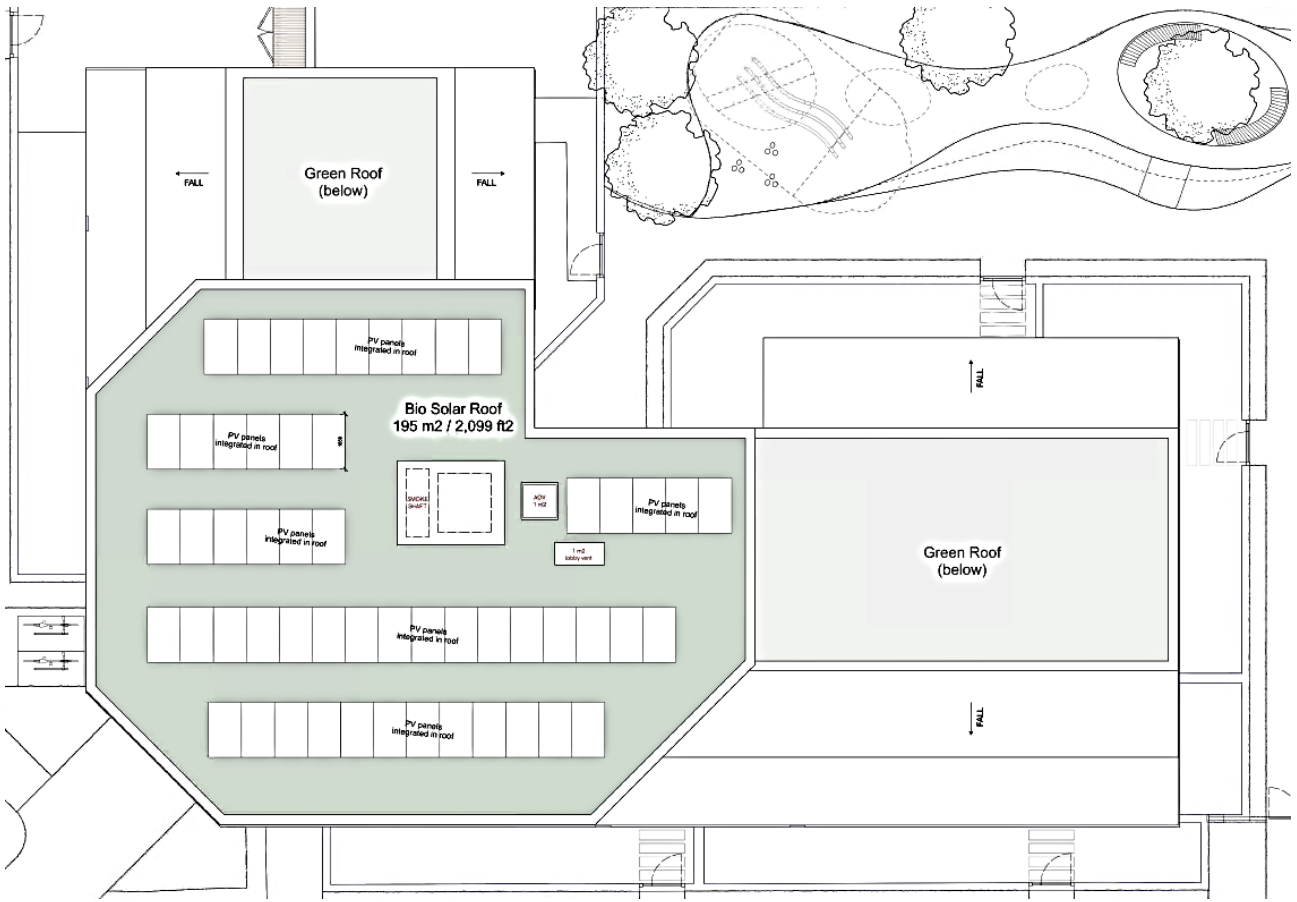 Green Roof
(below)
FALL
FALL
PV panels
integrated in roof
FALL
Bio Solar Roof
195 m2 / 2,099 ft2
PV panels
integrated in roof
SMOKE
SHAFT
AOV
1 m2
PV panels
integrated in roof
PV panels
integrated in roof
1 m2
lobby vent
Green Roof
(below)
PV panels
integrated in roof
FALL
PV panels
integrated in roof